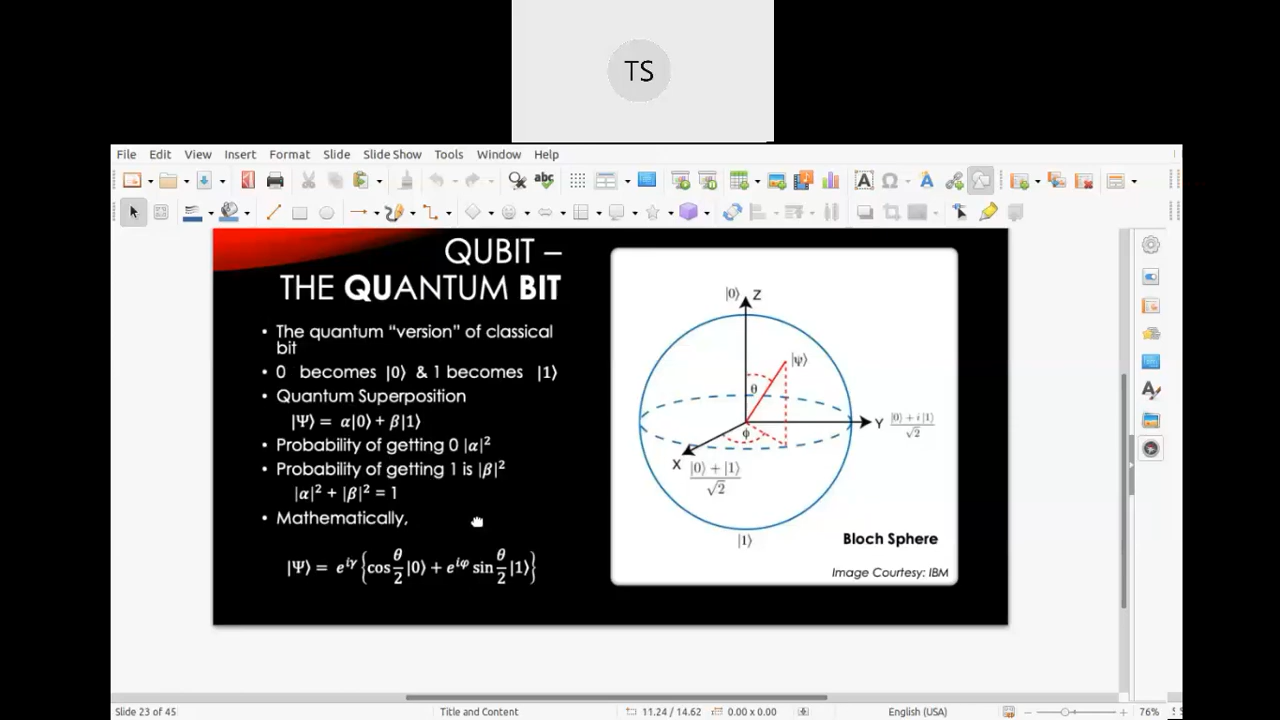 TS
File Edit View Insert Format Slide Slide Show Tools Window Help
abc
QUBIT –
THE QUANTUM BIT
• The quantum “version” of classical
bit
• 0 becomes |0⟩ & 1 becomes |1⟩
• Quantum Superposition
|Ψ⟩ = α|0⟩ + β|1⟩
• Probability of getting 0 |α|²
• Probability of getting 1 is |β|²
|α|² + |β|² = 1
• Mathematically,
|Ψ⟩ = e^{iγ} {cos θ/2 |0⟩ + e^{iφ} sin θ/2 |1⟩}
|0⟩ Z
|ψ⟩
θ
ϕ
Y |0⟩ + i |1⟩ / √2
X |0⟩ + |1⟩ / √2
|1⟩
Bloch Sphere
Image Courtesy: IBM
Slide 23 of 45 Title and Content 11.24 / 14.62 0.00 x 0.00 English (USA) 76%